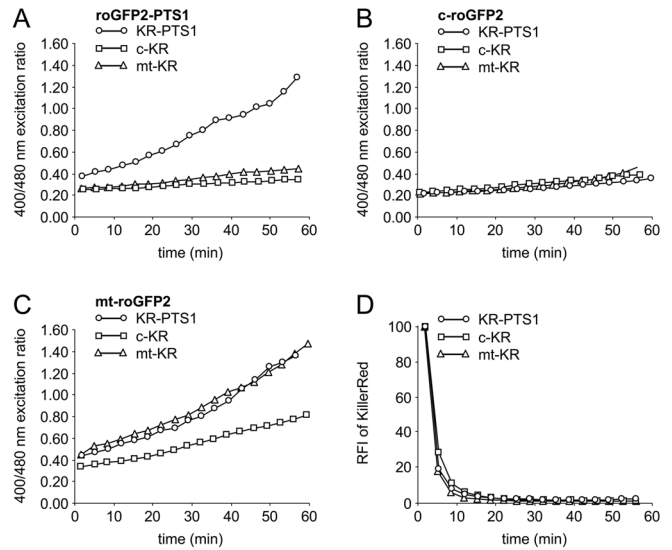 A
roGFP2-PTS1
KR-PTS1
c-KR
mt-KR
400/480 nm excitation ratio
1.60
1.40
1.20
1.00
0.80
0.60
0.40
0.20
0.00
0 10 20 30 40 50 60
time (min)
B
c-roGFP2
KR-PTS1
c-KR
mt-KR
400/480 nm excitation ratio
1.60
1.40
1.20
1.00
0.80
0.60
0.40
0.20
0.00
0 10 20 30 40 50 60
time (min)
C
mt-roGFP2
KR-PTS1
c-KR
mt-KR
400/480 nm excitation ratio
1.60
1.40
1.20
1.00
0.80
0.60
0.40
0.20
0.00
0 10 20 30 40 50 60
time (min)
D
KR-PTS1
c-KR
mt-KR
RFI of KillerRed
100
80
60
40
20
0
0 10 20 30 40 50 60
time (min)